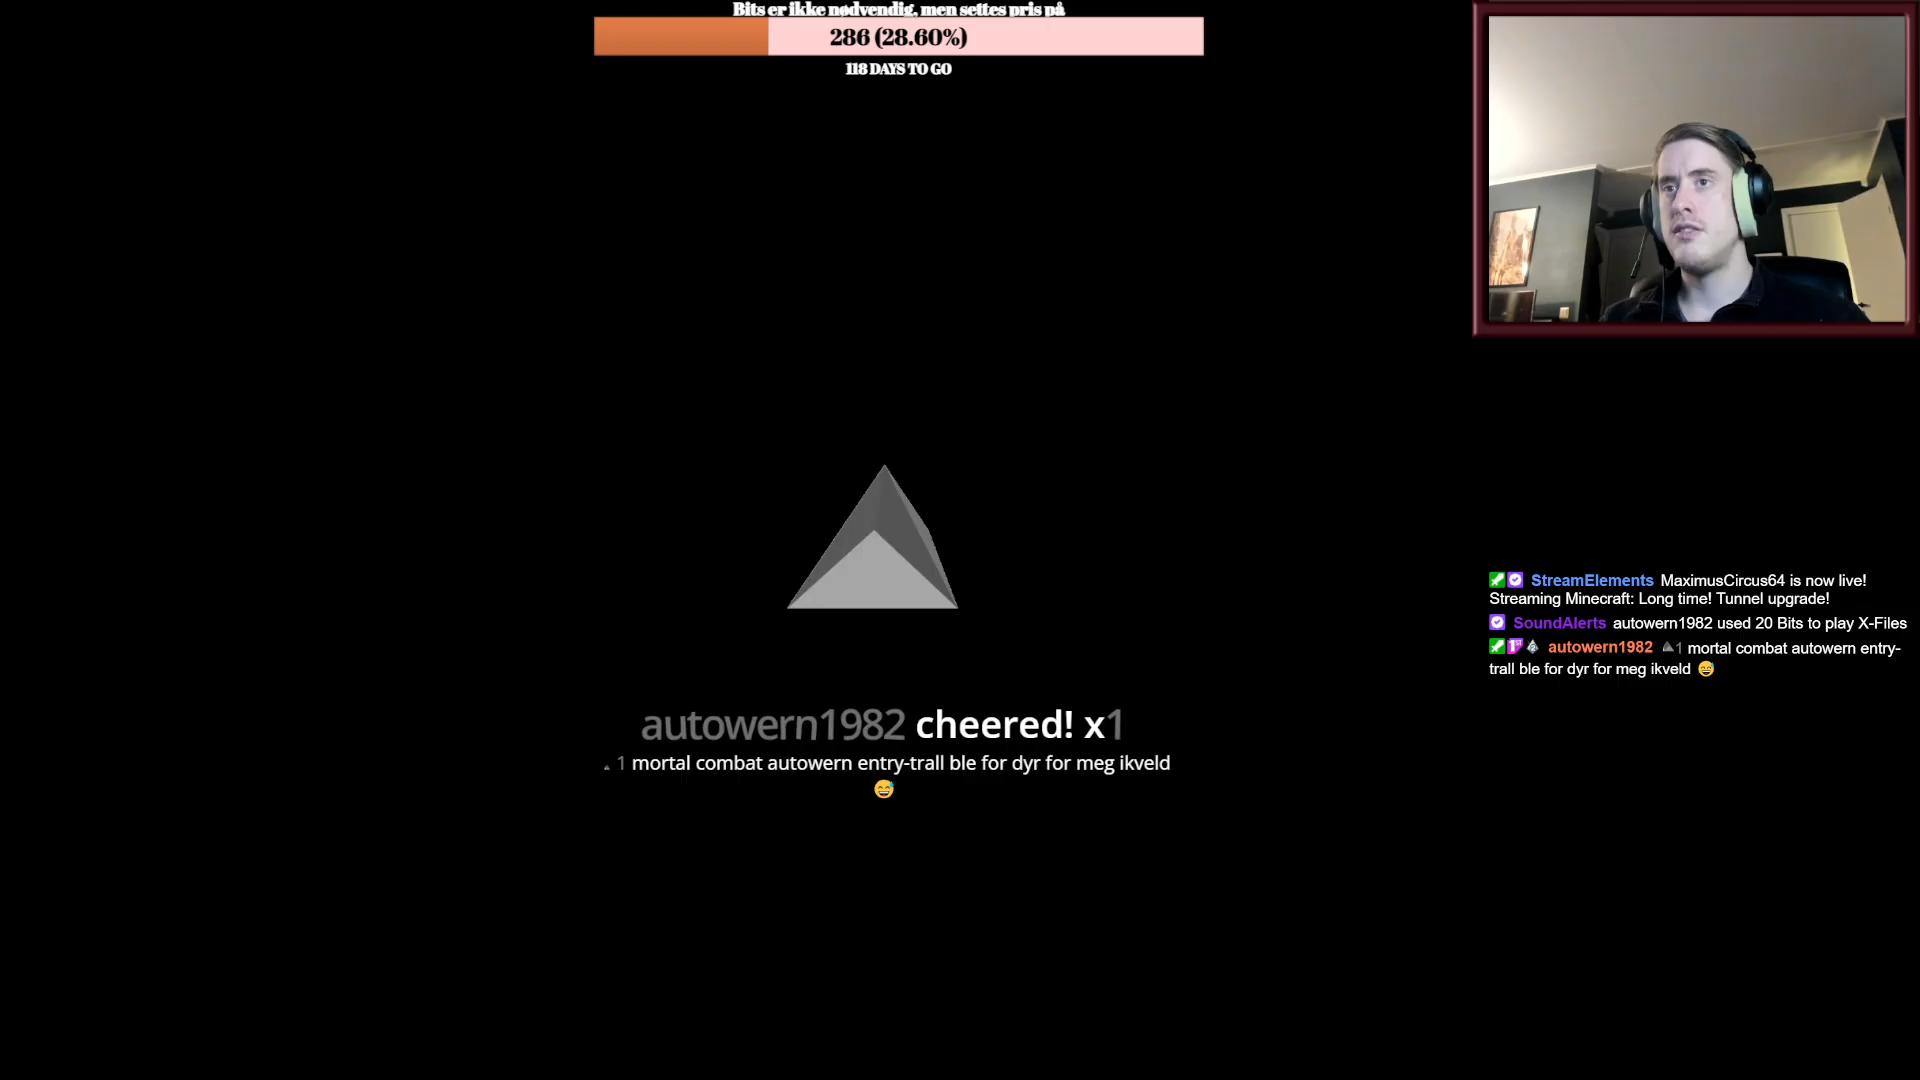 Bits er ikke nødvendig, men settes pris på
286 (28.60%)
118 DAYS TO GO
StreamElements MaximusCircus64 is now live!
Streaming Minecraft: Long time! Tunnel upgrade!
SoundAlerts autowern1982 used 20 Bits to play X-Files
autowern1982 1 mortal combat autowern entry-
trall ble for dyr for meg ikveld 😅
autowern1982 cheered! x1
1 mortal combat autowern entry-trall ble for dyr for meg ikveld
😅